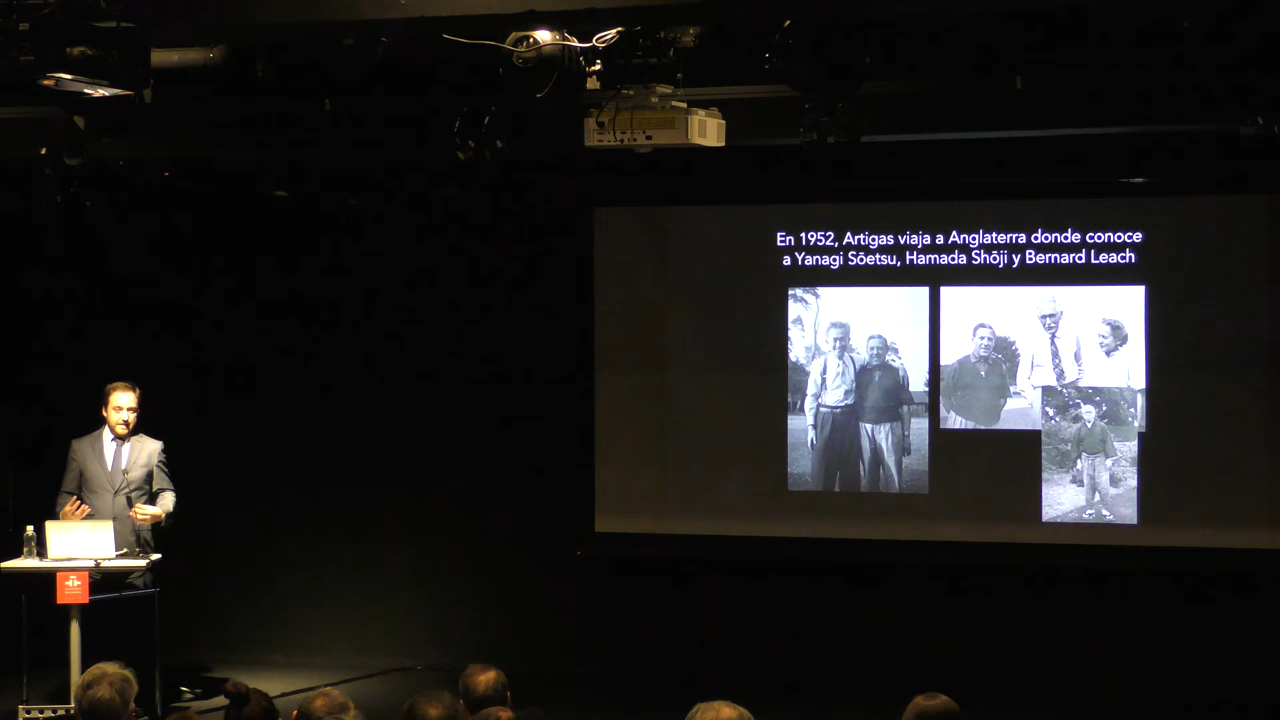 En 1952, Artigas viaja a Anglaterra donde conoce
a Yanagi Sōetsu, Hamada Shōji y Bernard Leach